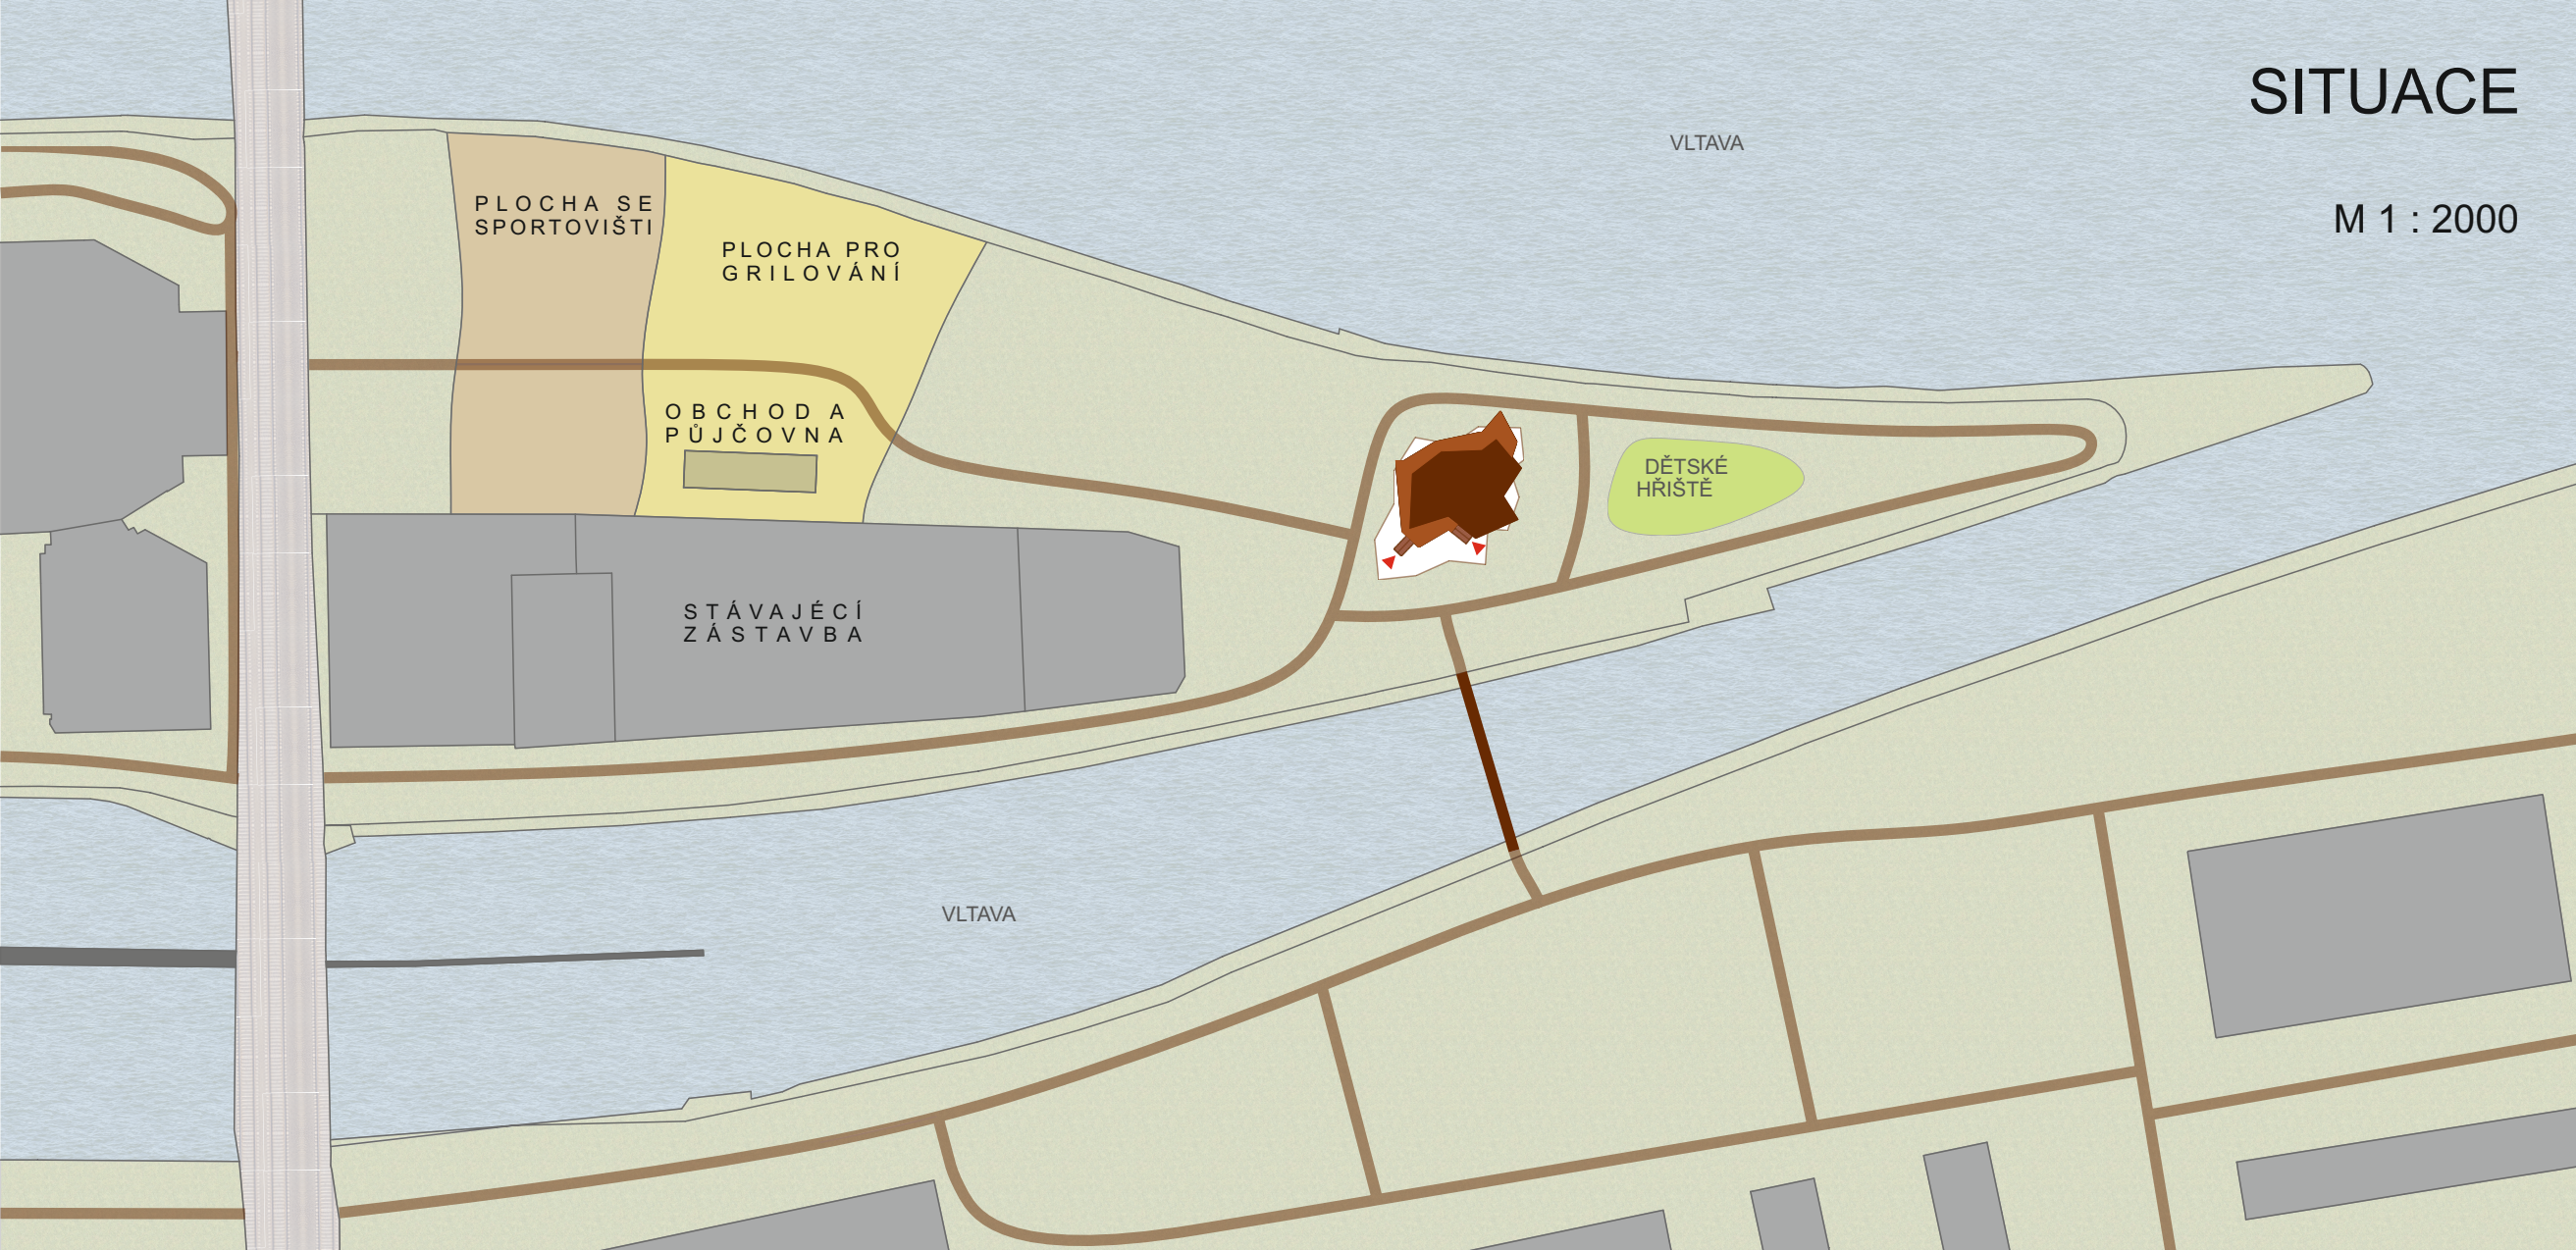 SITUACE
M 1 : 2000
VLTAVA
PLOCHA SE
SPORTOVIŠTI
PLOCHA PRO
GRILOVÁNÍ
OBCHOD A
PŮJČOVNA
DĚTSKÉ
HŘIŠTĚ
STÁVAJÉCÍ
ZÁSTAVBA
VLTAVA